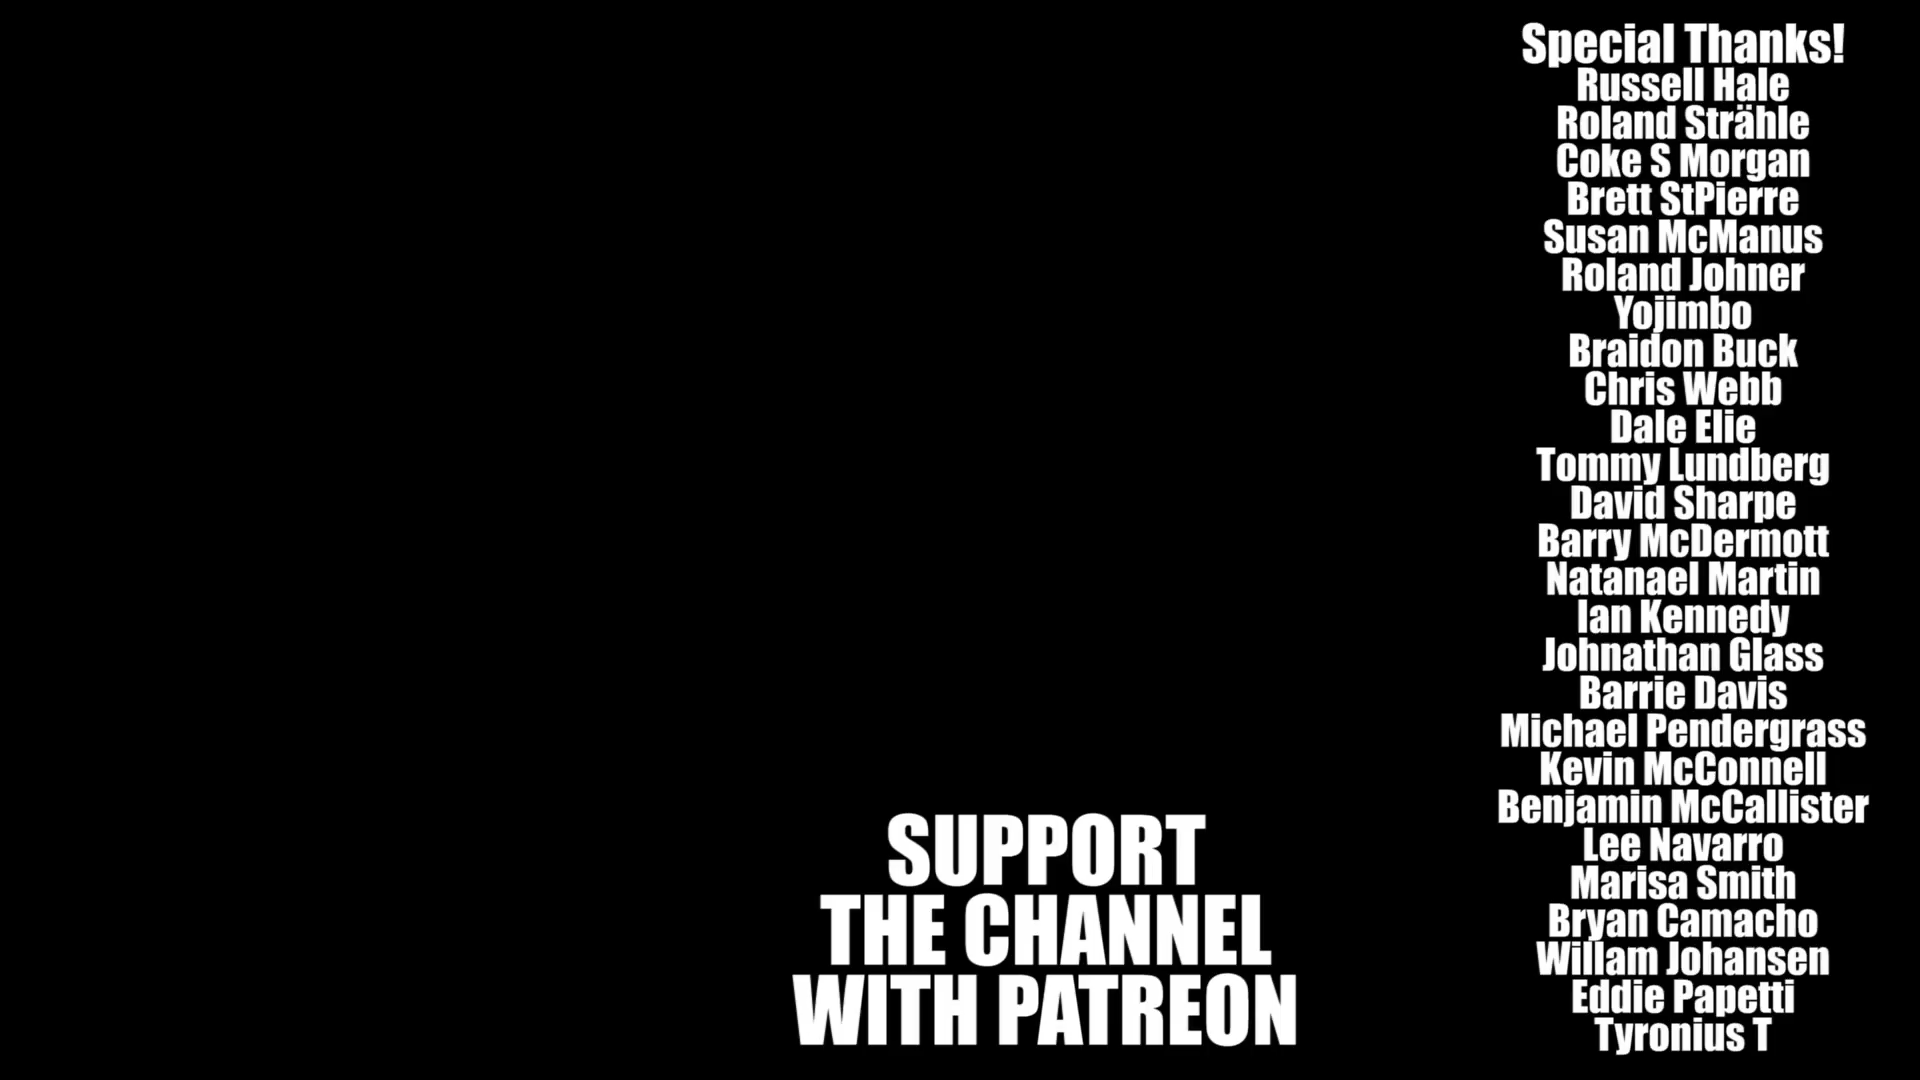 Special Thanks!
Russell Hale
Roland Strähle
Coke S Morgan
Brett StPierre
Susan McManus
Roland Johner
Yojimbo
Braidon Buck
Chris Webb
Dale Elie
Tommy Lundberg
David Sharpe
Barry McDermott
Natanael Martin
Ian Kennedy
Johnathan Glass
Barrie Davis
Michael Pendergrass
Kevin McConnell
Benjamin McCallister
Lee Navarro
Marisa Smith
Bryan Camacho
Willam Johansen
Eddie Papetti
Tyronius T
SUPPORT
THE CHANNEL
WITH PATREON